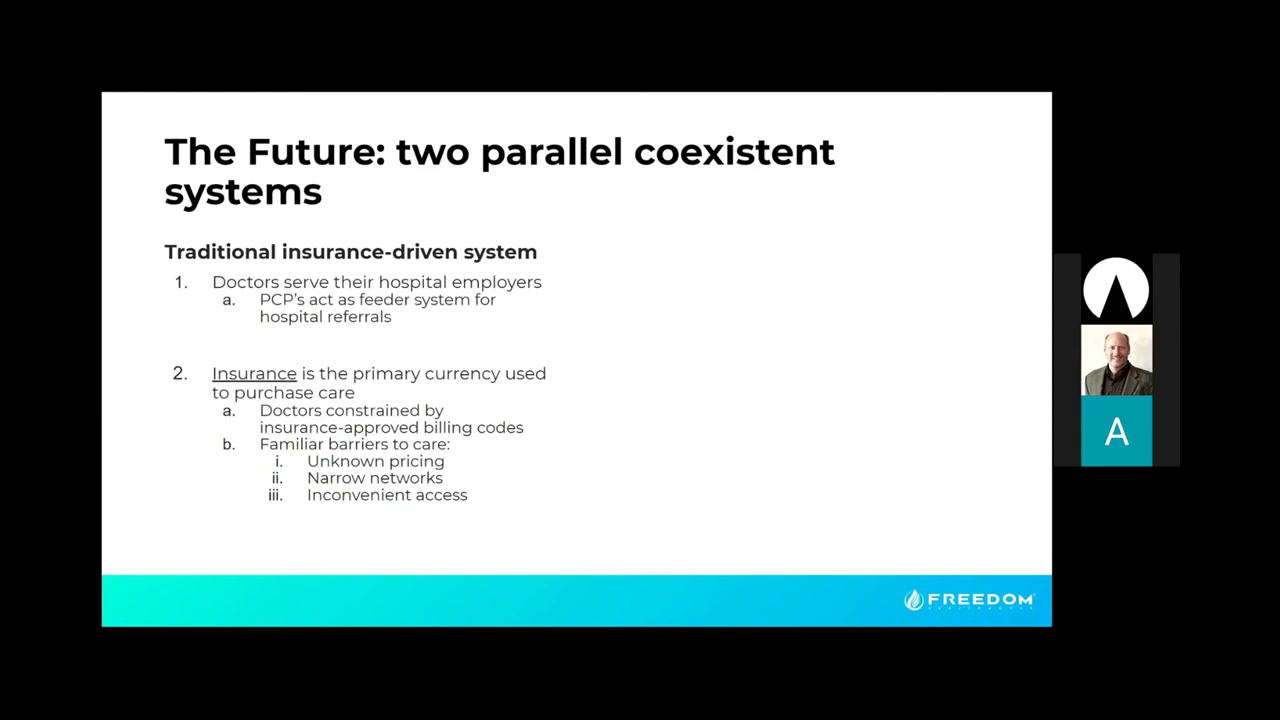 The Future: two parallel coexistent
systems
Traditional insurance-driven system
1. Doctors serve their hospital employers
a. PCP's act as feeder system for
hospital referrals
2. Insurance is the primary currency used
to purchase care
a. Doctors constrained by
insurance-approved billing codes
b. Familiar barriers to care:
i. Unknown pricing
ii. Narrow networks
iii. Inconvenient access
FREEDOM
A